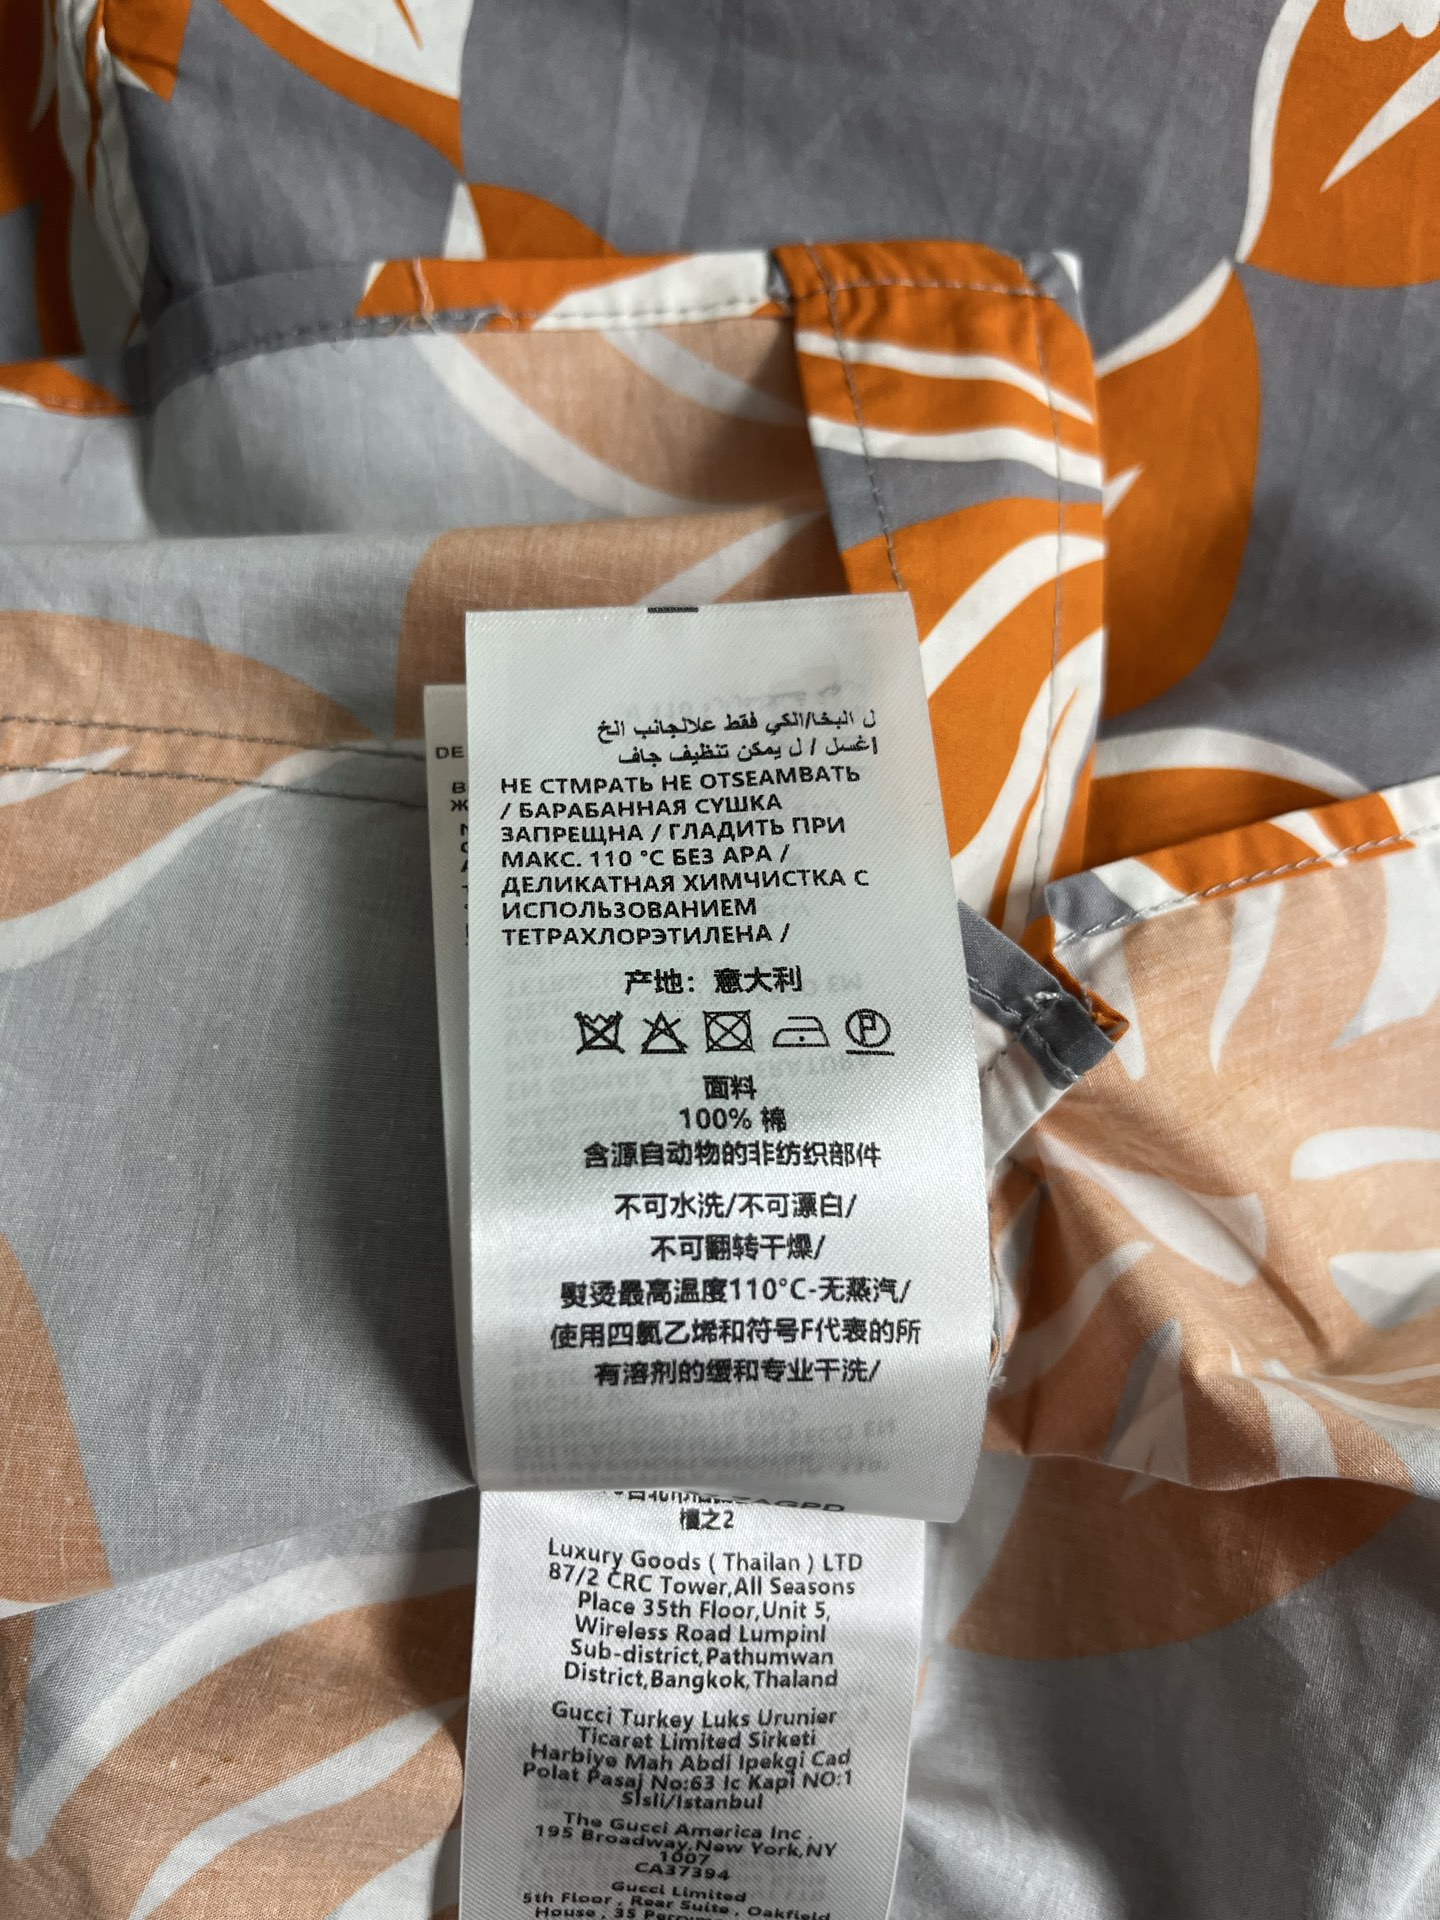 ل البخا/الكي فقط علالجانب الخ
اغسل / ل يمكن تنظيف جاف
НЕ СТМРАТЬ НЕ OTSEAMBATЬ
/ БАРАБАННАЯ СУШКА
ЗАПРЕЩНА / ГЛАДИТЬ ПРИ
МАКС. 110 °C БЕЗ АРА /
ДЕЛИКАТНАЯ ХИМЧИСТКА С
ИСПОЛЬЗОВАНИЕМ
ТЕТРАХЛОРЭТИЛЕНА /
DE
产地：意大利
P
面料
100% 棉
含源自动物的非纺织部件
不可水洗/不可漂白/
不可翻转干燥/
熨烫最高温度110°C-无蒸汽/
使用四氯乙烯和符号F代表的所
有溶剂的缓和专业干洗/
樓之2
Luxury Goods ( Thailan ) LTD
87/2 CRC Tower,All Seasons
Place 35th Floor,Unit 5,
Wireless Road Lumpinl
Sub-district,Pathumwan
District,Bangkok,Thaland
Gucci Turkey Luks Urunier
Ticaret Limited Sirketi
Harbiye Mah Abdi Ipekgi Cad
Polat Pasaj No:63 Ic Kapi NO:1
Sisli/Istanbul
The Gucci America Inc .
195 Broadway,New York,NY
1007
CA37394
Gucci Limited
5th Floor , Rear Suite , Oakfield
House , 35